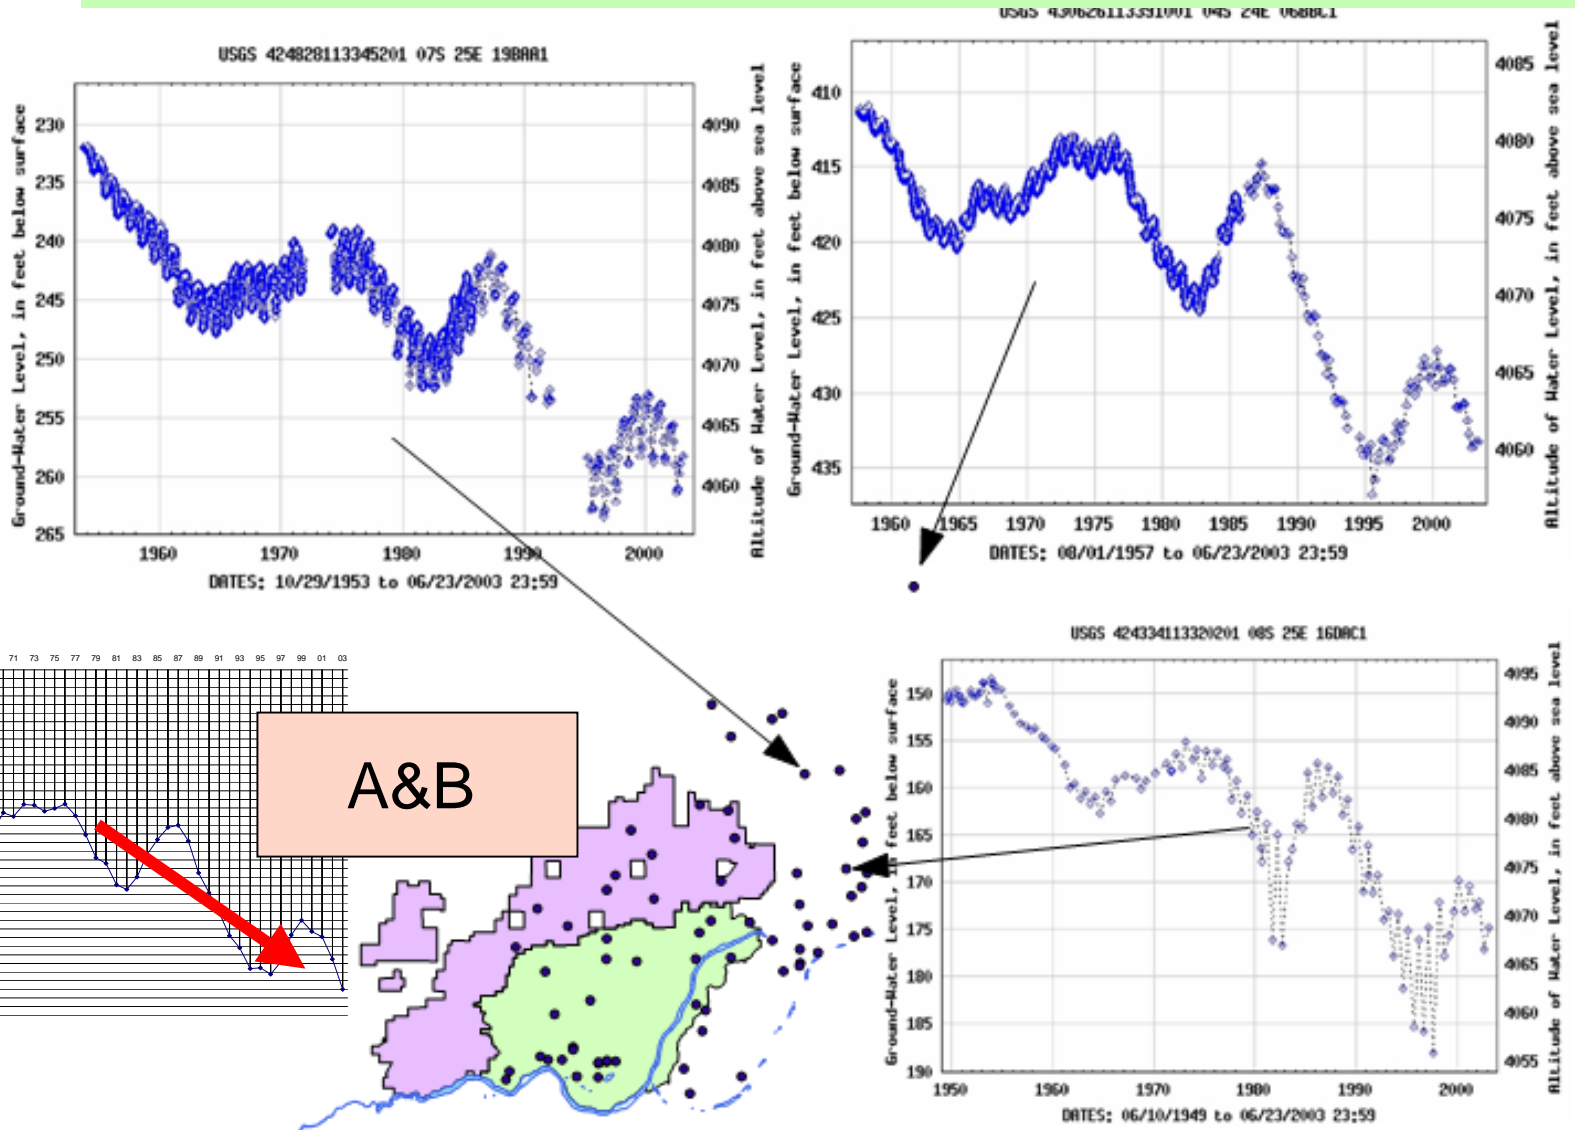 USGS 424828113345201 07S 25E 19BAA1
Ground-Water Level, in feet below surface
230
235
240
245
250
255
260
265
4090
4085
4080
4075
4070
4065
4060
Altitude of Water Level, in feet above sea level
1960 1970 1980 1990 2000
DATES: 10/29/1953 to 06/23/2003 23:59
USGS 430626113391001 04S 24E 06BBC1
Ground-Water Level, in feet below surface
410
415
420
425
430
435
4085
4080
4075
4070
4065
4060
Altitude of Water Level, in feet above sea level
1960 1965 1970 1975 1980 1985 1990 1995 2000
DATES: 08/01/1957 to 06/23/2003 23:59
71 73 75 77 79 81 83 85 87 89 91 93 95 97 99 01 03
A&B
USGS 424334113320201 08S 25E 16DAC1
Ground-Water Level, in feet below surface
150
155
160
165
170
175
180
185
190
4095
4090
4085
4080
4075
4070
4065
4060
4055
Altitude of Water Level, in feet above sea level
1950 1960 1970 1980 1990 2000
DATES: 06/10/1949 to 06/23/2003 23:59